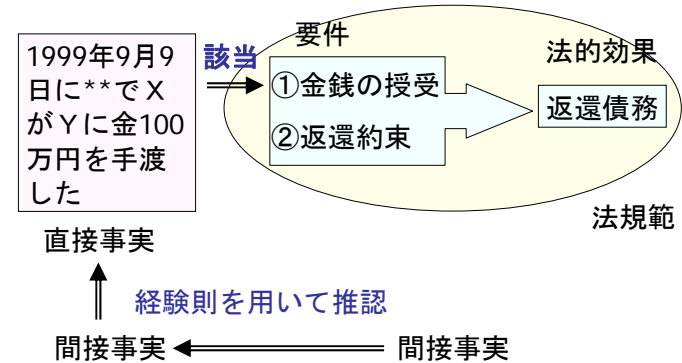 1999年9月9
日に**でX
がYに金100
万円を手渡
した
該当
要件
①金銭の授受
②返還約束
法的効果
返還債務
法規範
直接事実
経験則を用いて推認
間接事実
間接事実